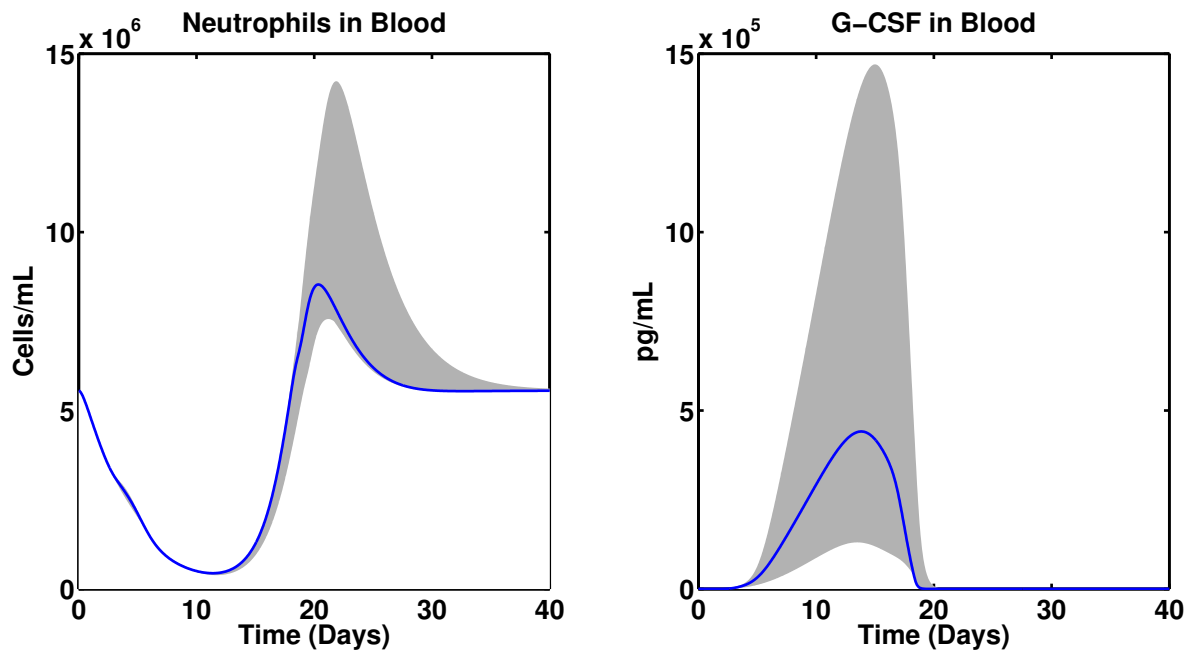 Neutrophils in Blood
x 10^6
15
10
5
0
Cells/mL
0 10 20 30 40
Time (Days)
G−CSF in Blood
x 10^5
15
10
5
0
pg/mL
0 10 20 30 40
Time (Days)